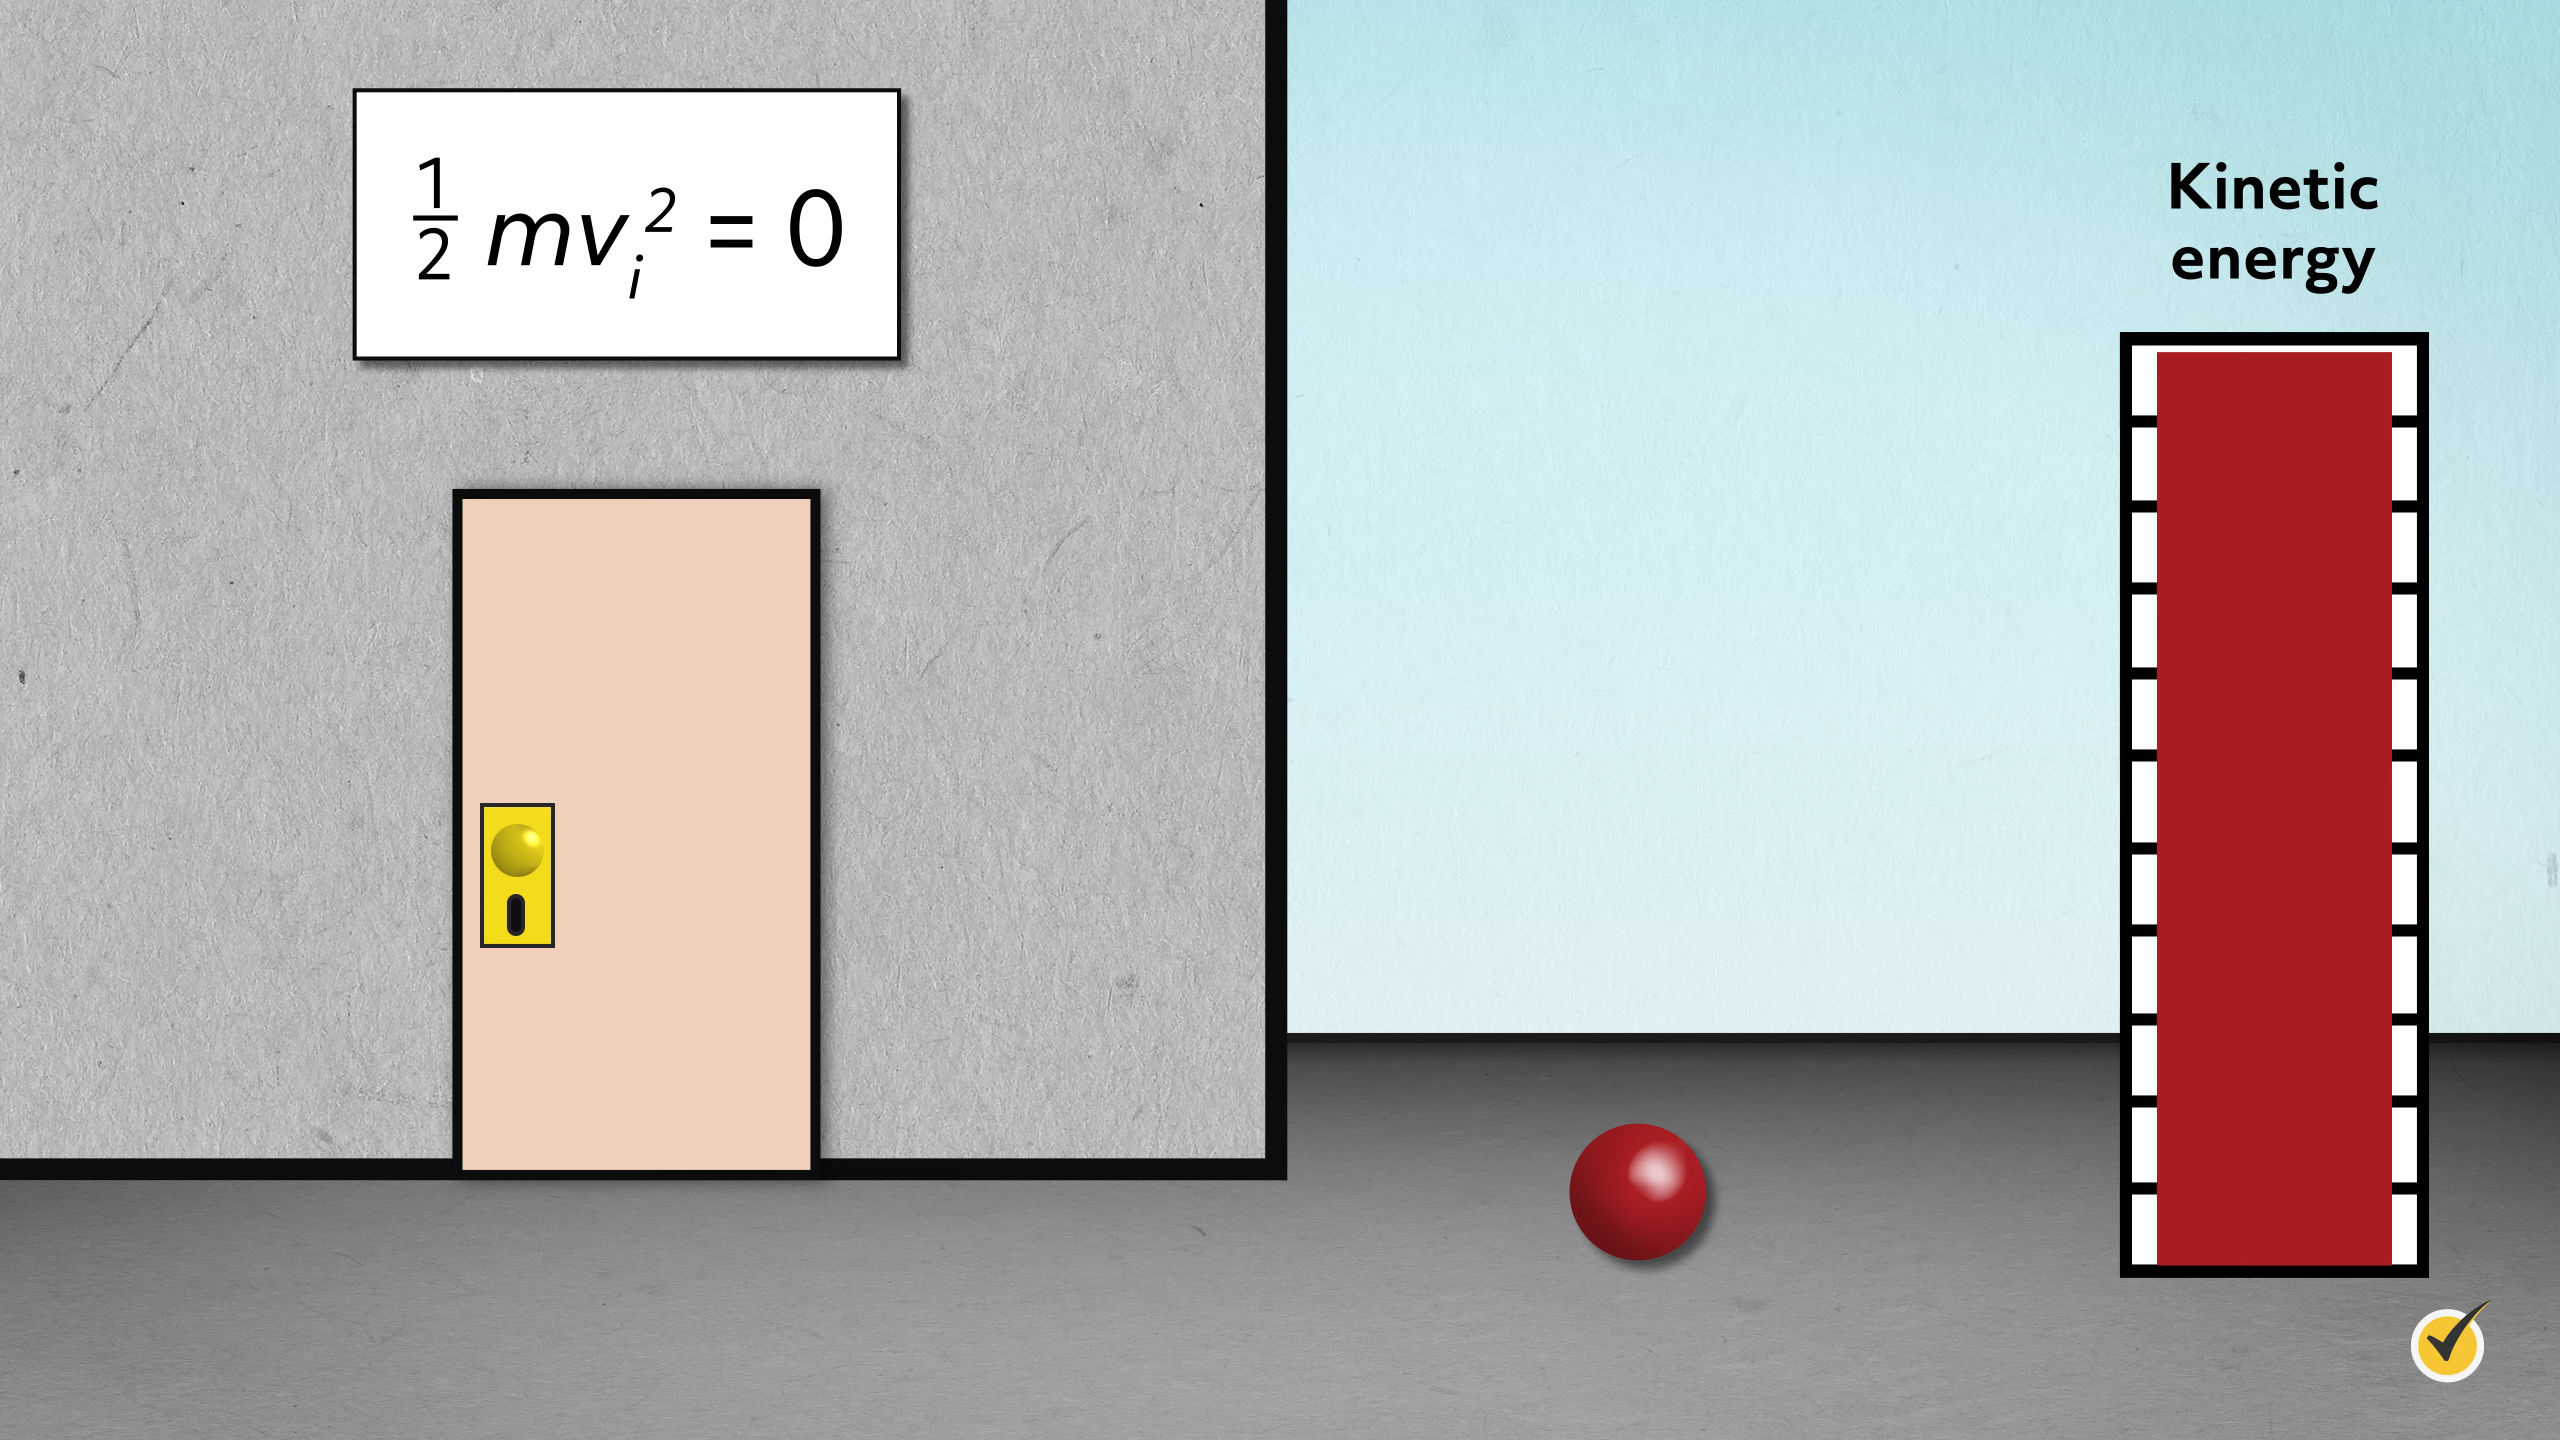 ½ mvᵢ² = 0
Kinetic
energy